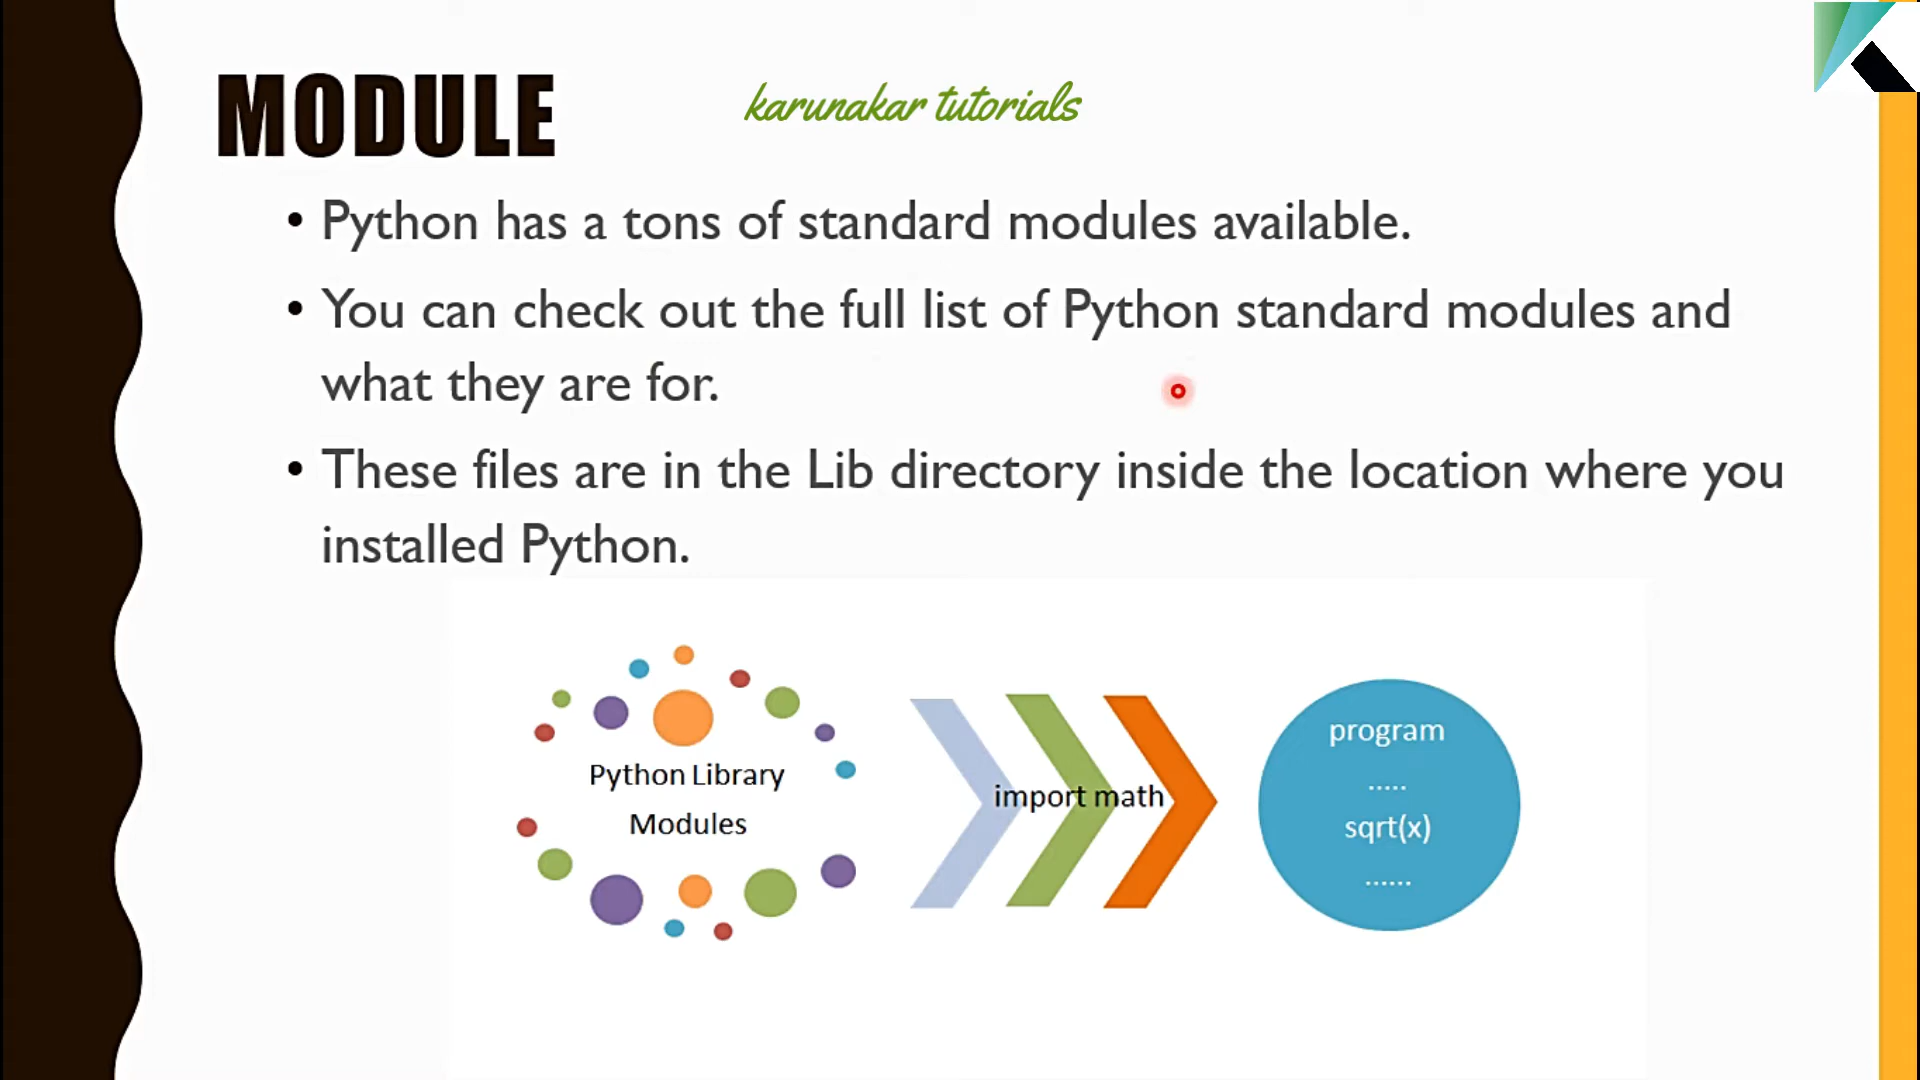 MODULE
karunakar tutorials
• Python has a tons of standard modules available.
• You can check out the full list of Python standard modules and
what they are for.
• These files are in the Lib directory inside the location where you
installed Python.
Python Library
Modules
import math
program
.....
sqrt(x)
......